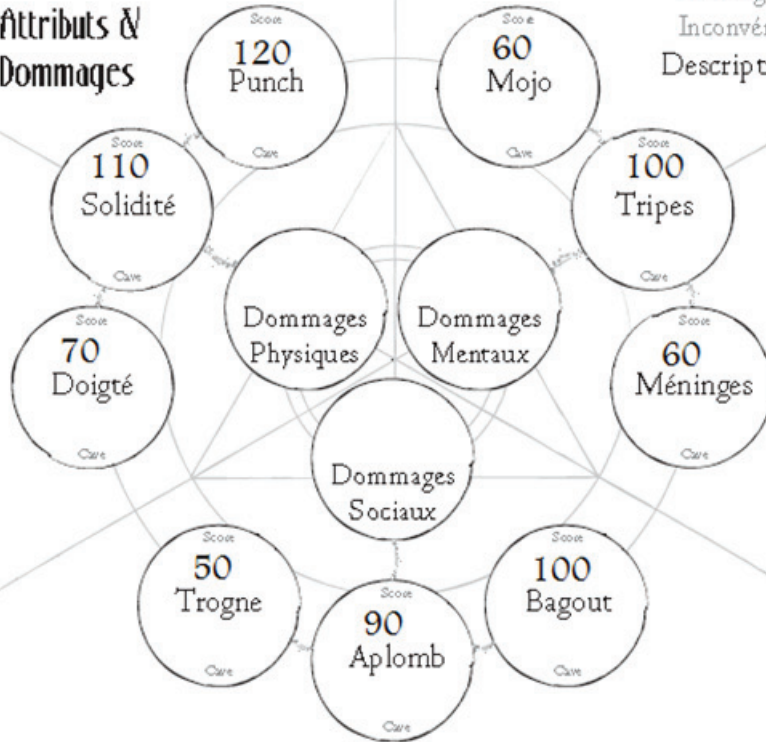 Attributs &
Dommages
Inconvér
Descript
Score
120
Punch
Cave
Score
60
Mojo
Cave
Score
110
Solidité
Cave
Score
100
Tripes
Cave
Score
70
Doigté
Cave
Dommages
Physiques
Dommages
Mentaux
Score
60
Méninges
Cave
Dommages
Sociaux
Score
50
Trogne
Cave
Score
90
Aplomb
Cave
Score
100
Bagout
Cave